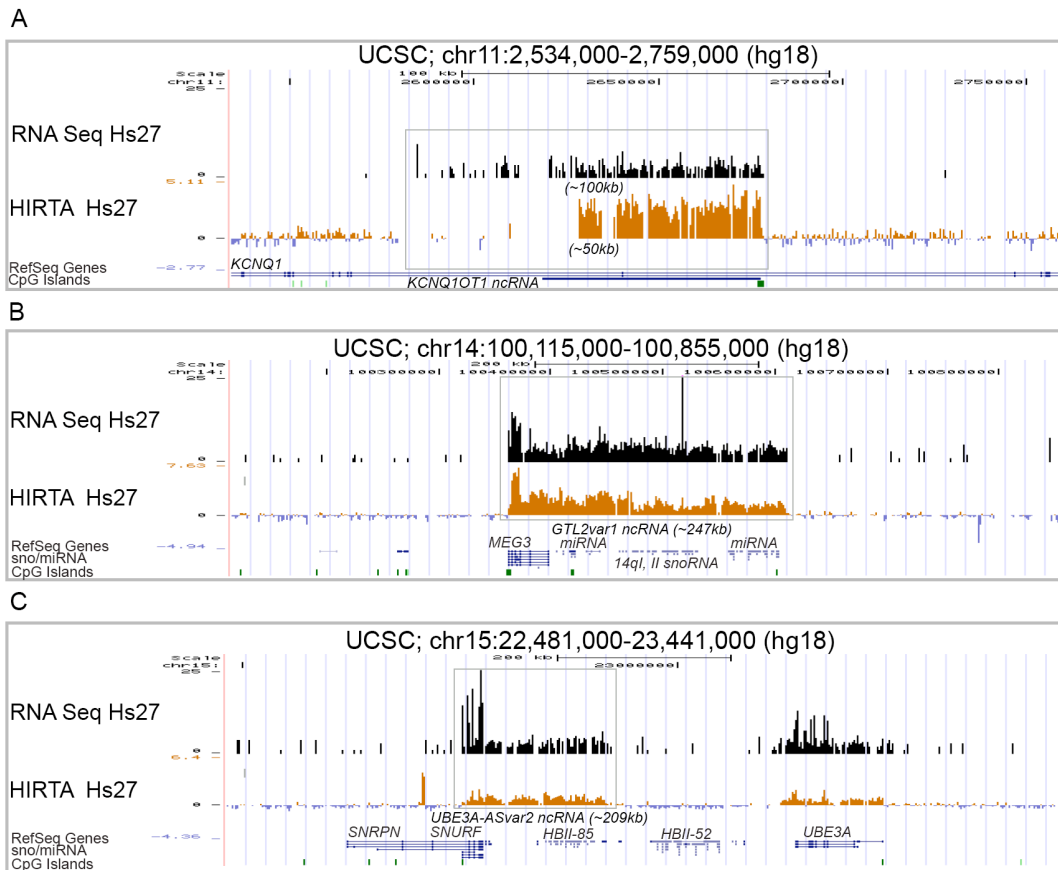 A
UCSC; chr11:2,534,000-2,759,000 (hg18)
Scale 100 kb
chr11: 2600000 2650000 2700000 2750000
25
RNA Seq Hs27
0
(~100kb)
5.11
HIRTA Hs27
0
(~50kb)
-2.77
RefSeq Genes KCNQ1
CpG Islands KCNQ1OT1 ncRNA
B
UCSC; chr14:100,115,000-100,855,000 (hg18)
Scale 200 kb
chr14: 100300000 100400000 100500000 100600000 100700000 100800000
25
RNA Seq Hs27
0
7.63
HIRTA Hs27
0
GTL2var1 ncRNA (~247kb)
-4.94
RefSeq Genes MEG3 miRNA miRNA
sno/miRNA 14qI, II snoRNA
CpG Islands
C
UCSC; chr15:22,481,000-23,441,000 (hg18)
Scale 200 kb
chr15: 23000000
25
RNA Seq Hs27
0
6.4
HIRTA Hs27
0
UBE3A-ASvar2 ncRNA (~209kb)
-4.36
RefSeq Genes SNRPN SNURF HBII-85 HBII-52 UBE3A
sno/miRNA
CpG Islands